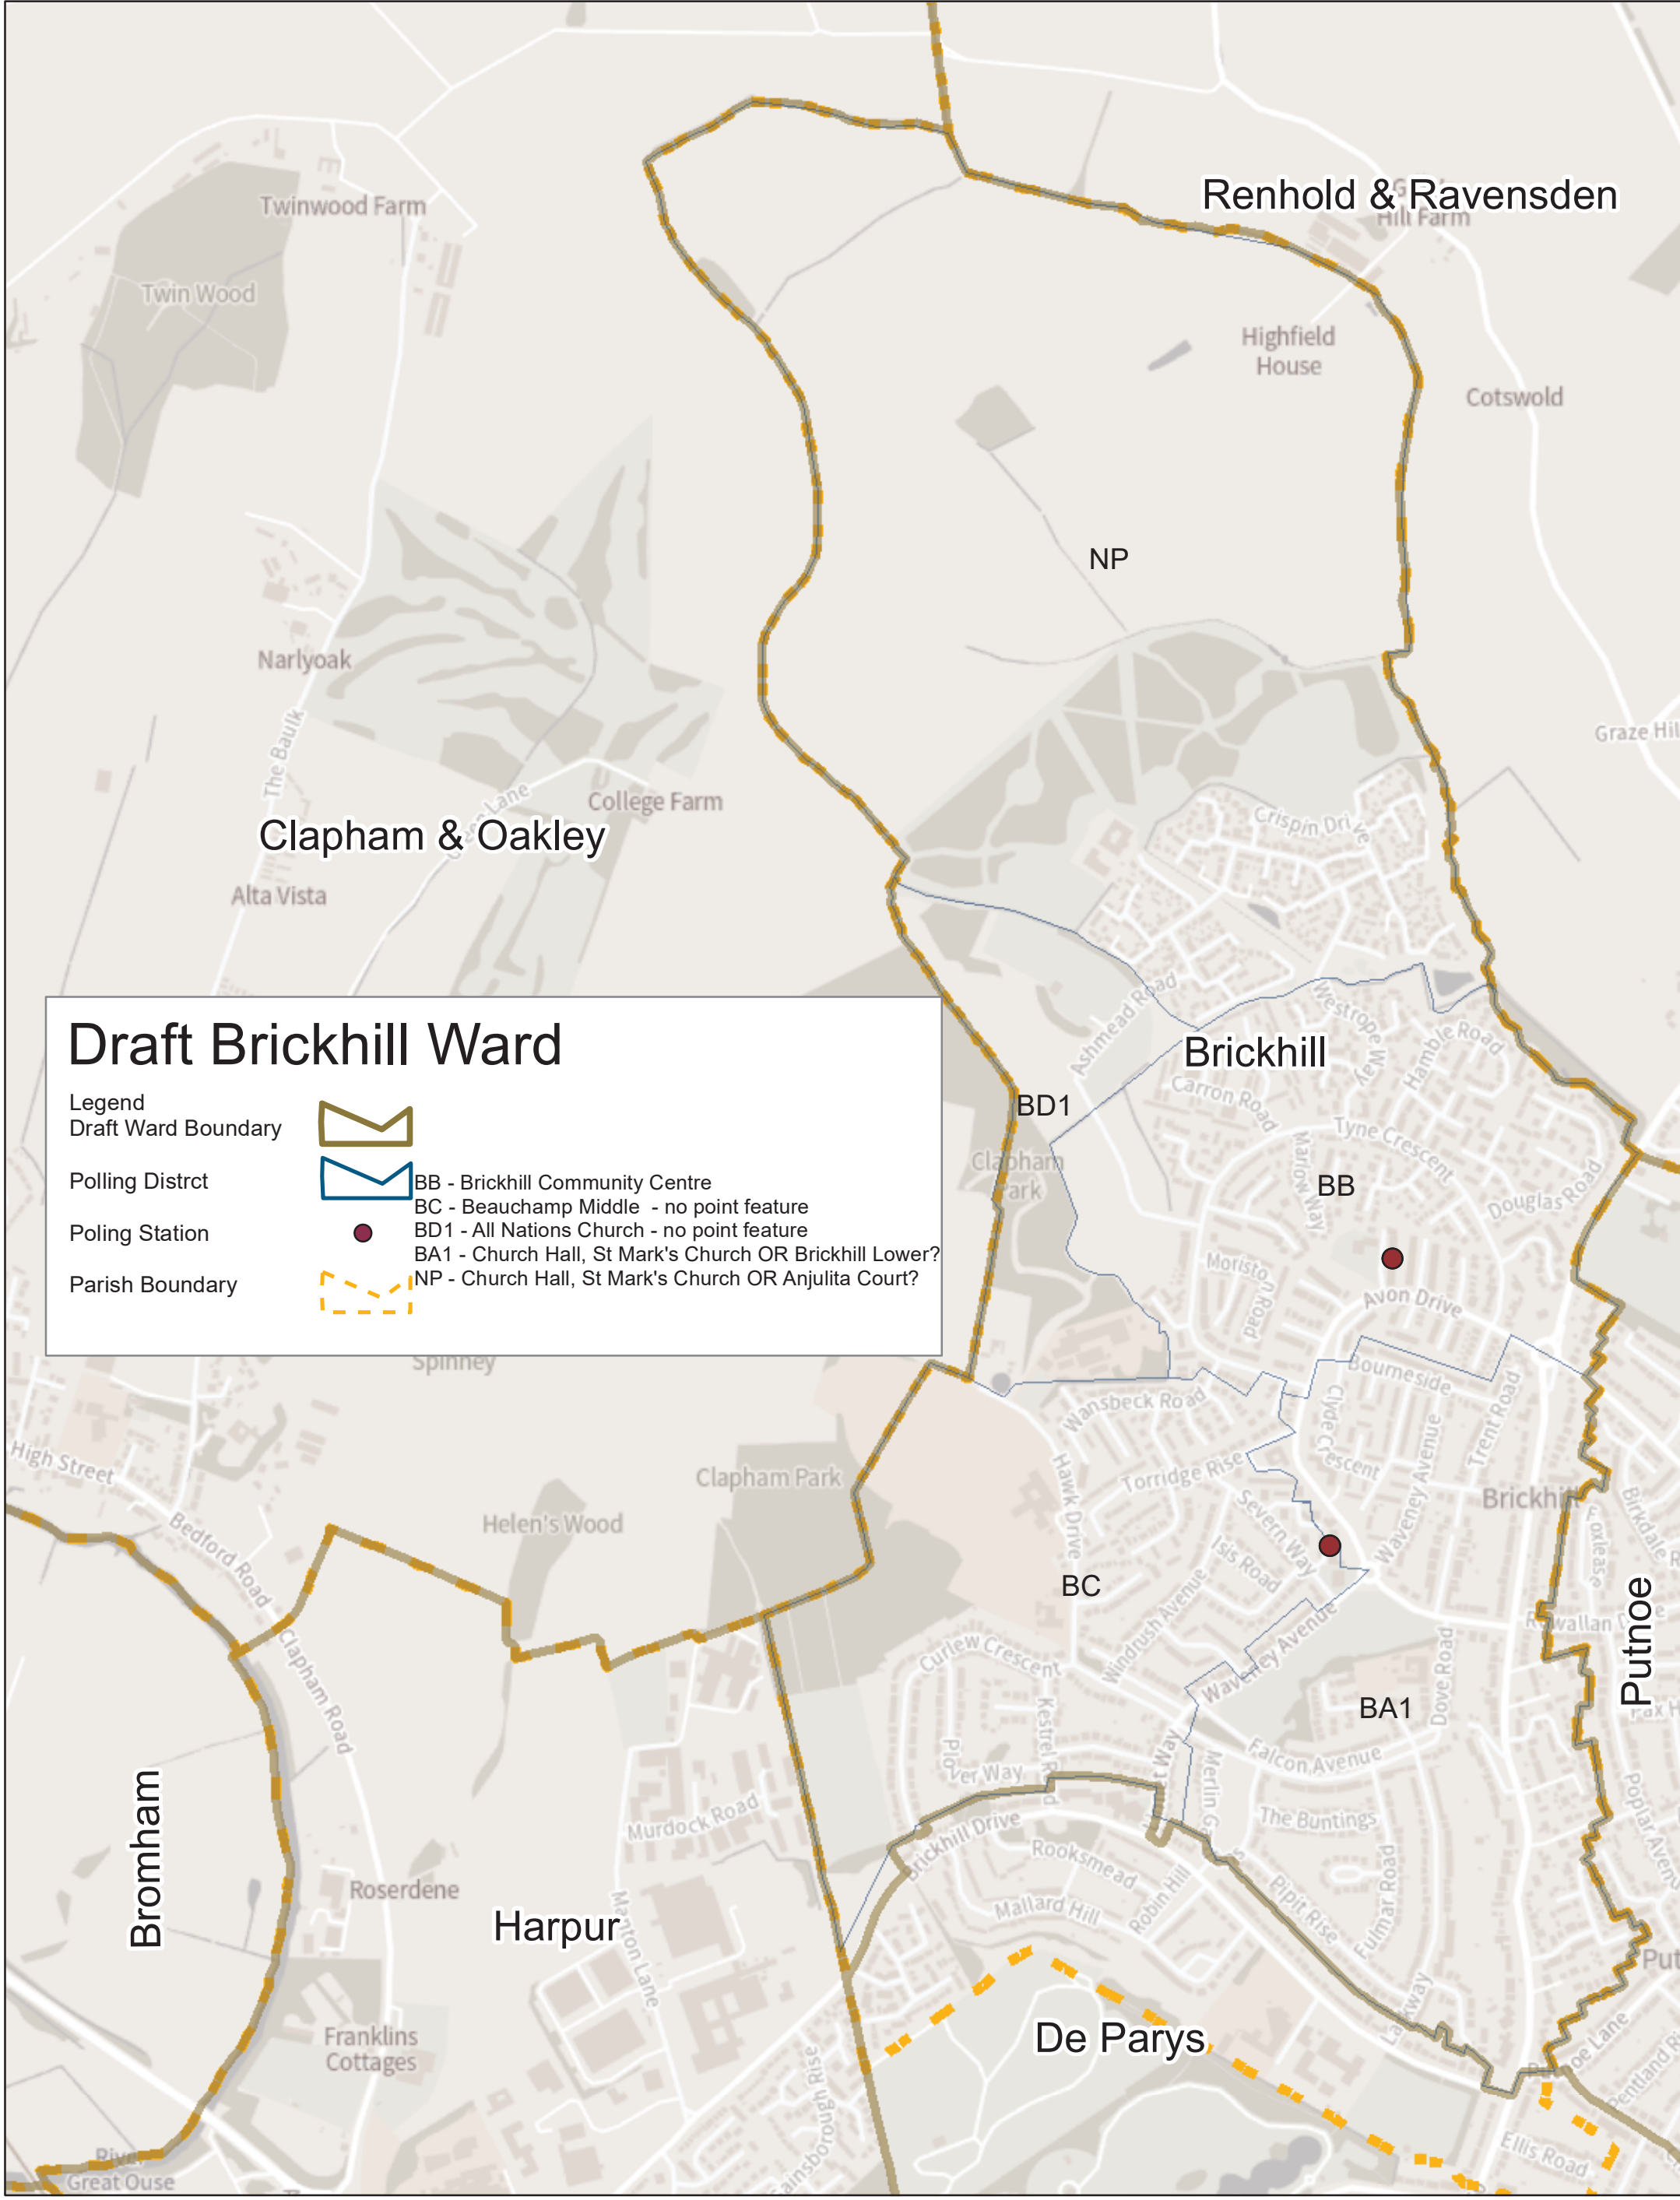 Renhold & Ravensden
Hill Farm
Twinwood Farm
Twin Wood
Highfield
House
Cotswold
NP
Narlyoak
The Baulk
College Farm
Clapham & Oakley
Alta Vista
Crispin Drive
Ashmead Road
Westrope Way
Hamble Road
Brickhill
Carron Road
BD1
Tyne Crescent
Marlow Way
Clapham
Park
BB
Douglas Road
Draft Brickhill Ward
Legend
Draft Ward Boundary
Polling Distrct
BB - Brickhill Community Centre
BC - Beauchamp Middle - no point feature
Poling Station
BD1 - All Nations Church - no point feature
BA1 - Church Hall, St Mark's Church OR Brickhill Lower?
Parish Boundary
NP - Church Hall, St Mark's Church OR Anjulita Court?
Moriston Road
Avon Drive
Spinney
Bourneside
Wansbeck Road
Clyde Crescent
Trent Road
High Street
Clapham Park
Hawk Drive
Torridge Rise
Waveney Avenue
Brickhill
Helen's Wood
Severn Way
Isis Road
Bedford Road
BC
Windrush Avenue
Putnoe
Clapham Road
Curlew Crescent
Waveney Avenue
Kestrel Road
Dove Road
BA1
Plover Way
Merlin
Falcon Avenue
Poplar Avenu
Bromham
Murdock Road
Brickhill Drive
The Buntings
Rooksmead
Roserdene
Robin Hill
Pipit Rise
Fulmar Road
Mallard Hill
Harpur
Manton Lane
Put
Larkway
De Parys
Franklins
Cottages
Pentland R
Ellis Road
River
Great Ouse